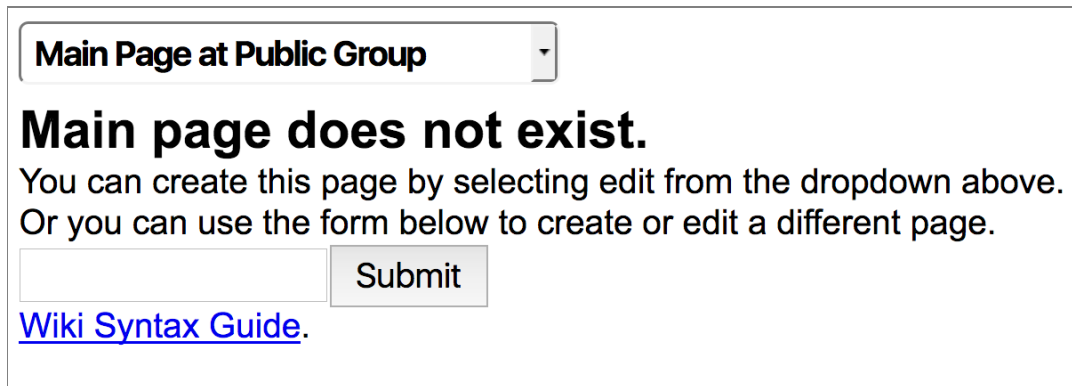 Main Page at Public Group
Main page does not exist.
You can create this page by selecting edit from the dropdown above.
Or you can use the form below to create or edit a different page.
Submit
Wiki Syntax Guide.